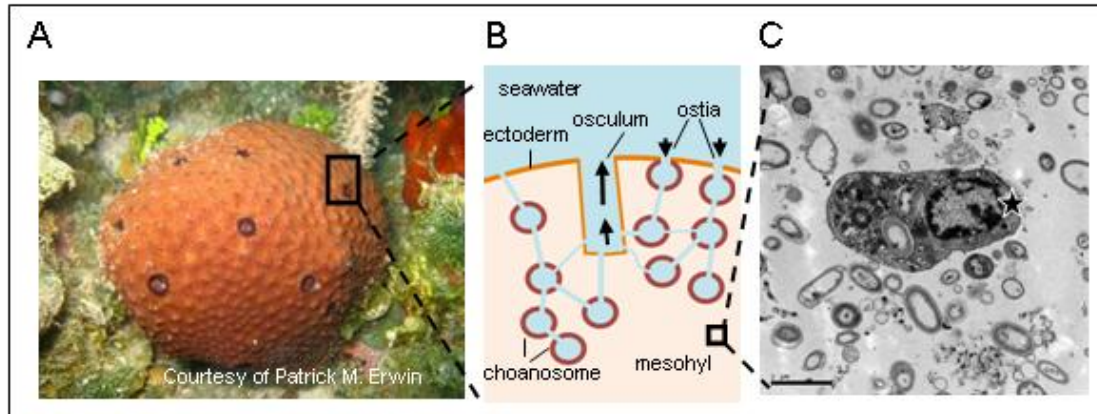 A
B
C
Courtesy of Patrick M. Erwin
seawater
osculum
ostia
ectoderm
choanosome
mesohyl